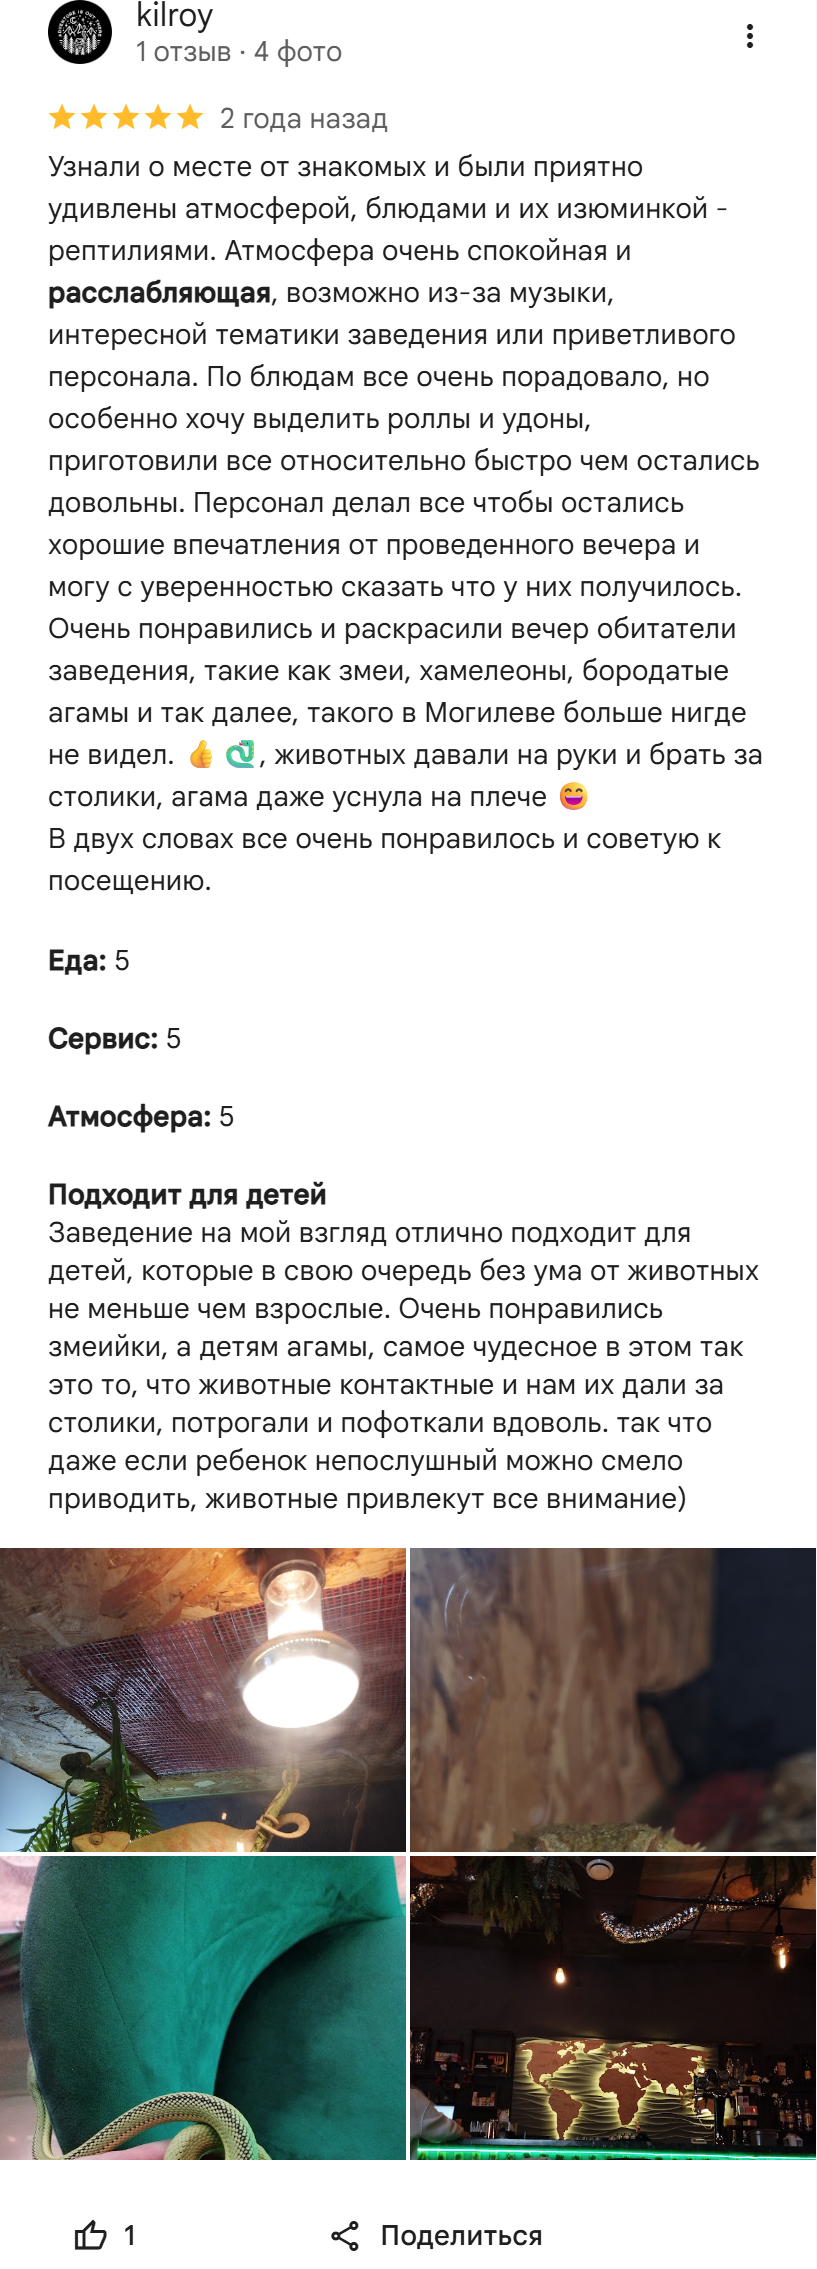 kilroy
1 отзыв · 4 фото
2 года назад
Узнали о месте от знакомых и были приятно
удивлены атмосферой, блюдами и их изюминкой -
рептилиями. Атмосфера очень спокойная и
расслабляющая, возможно из-за музыки,
интересной тематики заведения или приветливого
персонала. По блюдам все очень порадовало, но
особенно хочу выделить роллы и удоны,
приготовили все относительно быстро чем остались
довольны. Персонал делал все чтобы остались
хорошие впечатления от проведенного вечера и
могу с уверенностью сказать что у них получилось.
Очень понравились и раскрасили вечер обитатели
заведения, такие как змеи, хамелеоны, бородатые
агамы и так далее, такого в Могилеве больше нигде
не видел. 👍 🐍, животных давали на руки и брать за
столики, агама даже уснула на плече 😄
В двух словах все очень понравилось и советую к
посещению.
Еда: 5
Сервис: 5
Атмосфера: 5
Подходит для детей
Заведение на мой взгляд отлично подходит для
детей, которые в свою очередь без ума от животных
не меньше чем взрослые. Очень понравились
змеийки, а детям агамы, самое чудесное в этом так
это то, что животные контактные и нам их дали за
столики, потрогали и пофоткали вдоволь. так что
даже если ребенок непослушный можно смело
приводить, животные привлекут все внимание)
1
Поделиться